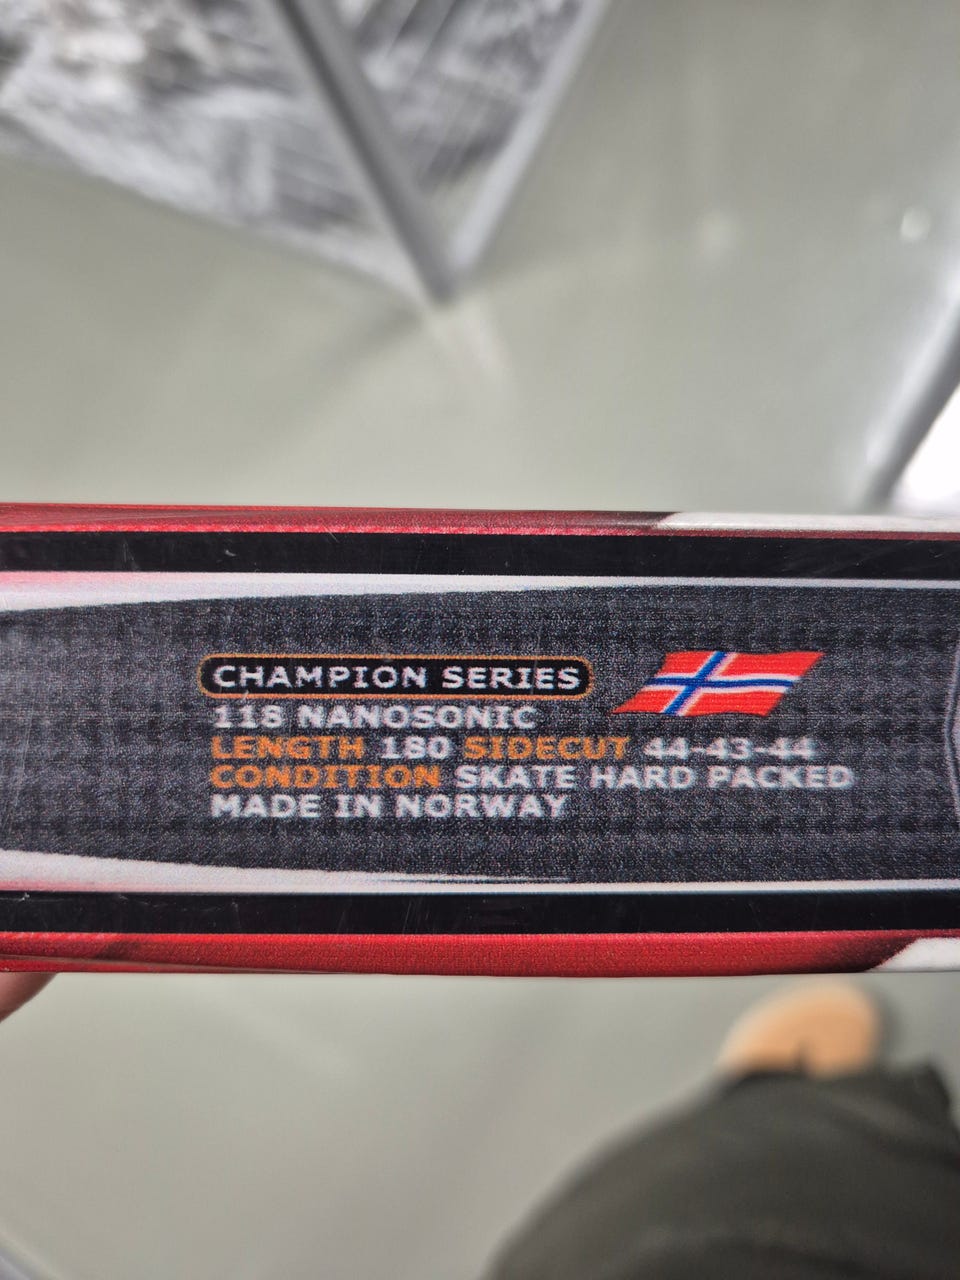 CHAMPION SERIES
118 NANOSONIC
LENGTH 180 SIDECUT 44-43-44
CONDITION SKATE HARD PACKED
MADE IN NORWAY